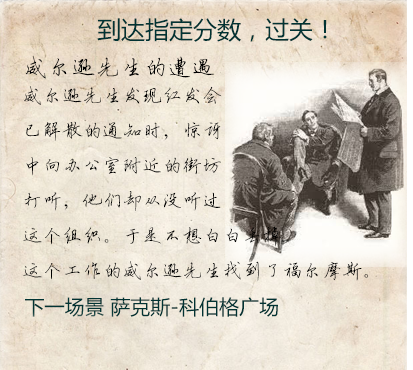 到达指定分数，过关！
威尔逊先生的遭遇
威尔逊先生发现红发会
已解散的通知时，惊讶
中向办公室附近的街坊
打听，他们却从没听过
这个组织。于是不想白白丢掉
这个工作的威尔逊先生找到了福尔摩斯。
下一场景 萨克斯-科伯格广场